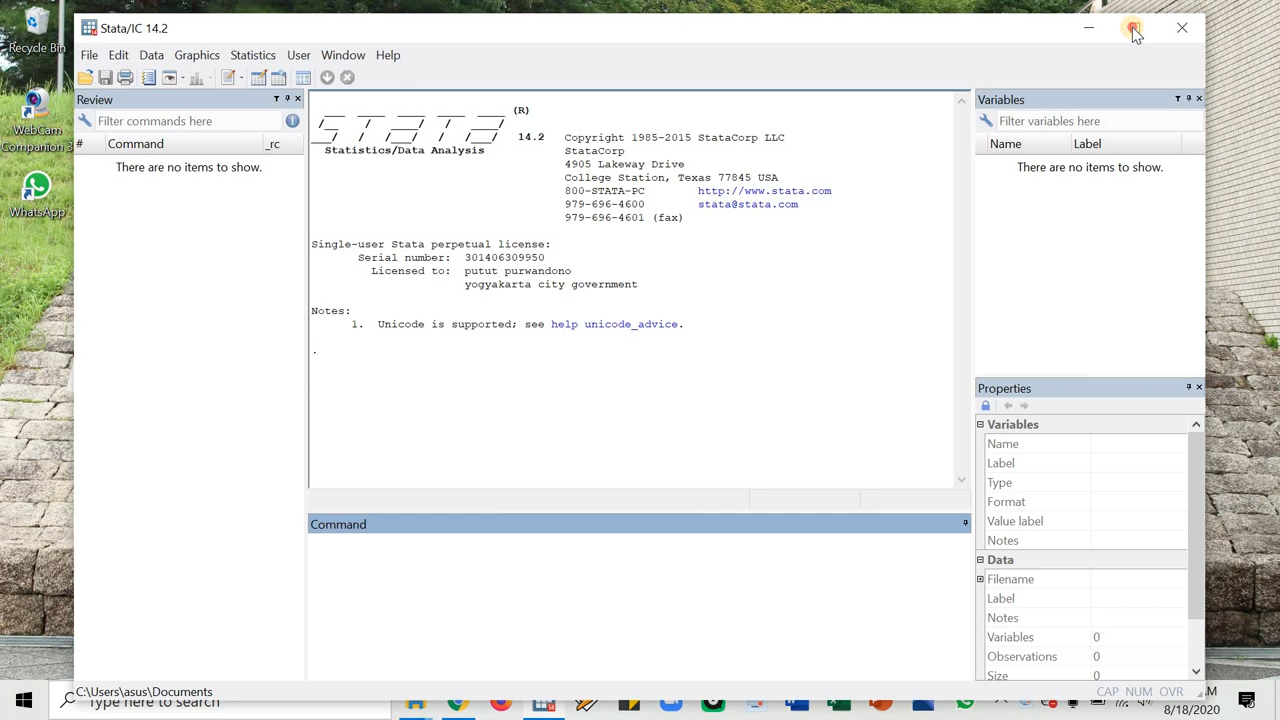 Recycle Bin
WebCam
Companion 3
WhatsApp
Stata/IC 14.2
File Edit Data Graphics Statistics User Window Help
Review
Filter commands here
# Command _rc
There are no items to show.
(R)
14.2 Copyright 1985-2015 StataCorp LLC
Statistics/Data Analysis StataCorp
4905 Lakeway Drive
College Station, Texas 77845 USA
800-STATA-PC http://www.stata.com
979-696-4600 stata@stata.com
979-696-4601 (fax)
Single-user Stata perpetual license:
Serial number: 301406309950
Licensed to: putut purwandono
yogyakarta city government
Notes:
1. Unicode is supported; see help unicode_advice.
.
Command
Variables
Filter variables here
Name Label
There are no items to show.
Properties
Variables
Name
Label
Type
Format
Value label
Notes
Data
Filename
Label
Notes
Variables 0
Observations 0
Size
C:\Users\asus\Documents
CAP NUM OVR
Type here to search
8/18/2020